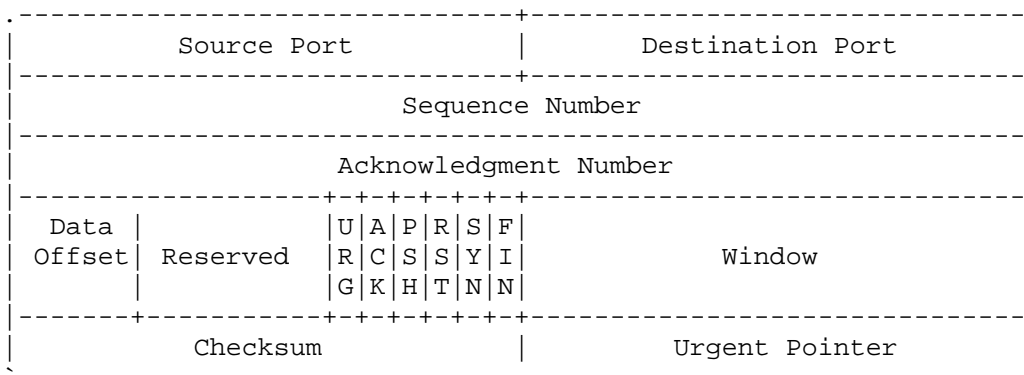 Source Port | Destination Port
Sequence Number
Acknowledgment Number
Data | |U|A|P|R|S|F|
Offset| Reserved |R|C|S|S|Y|I| Window
| |G|K|H|T|N|N|
Checksum | Urgent Pointer